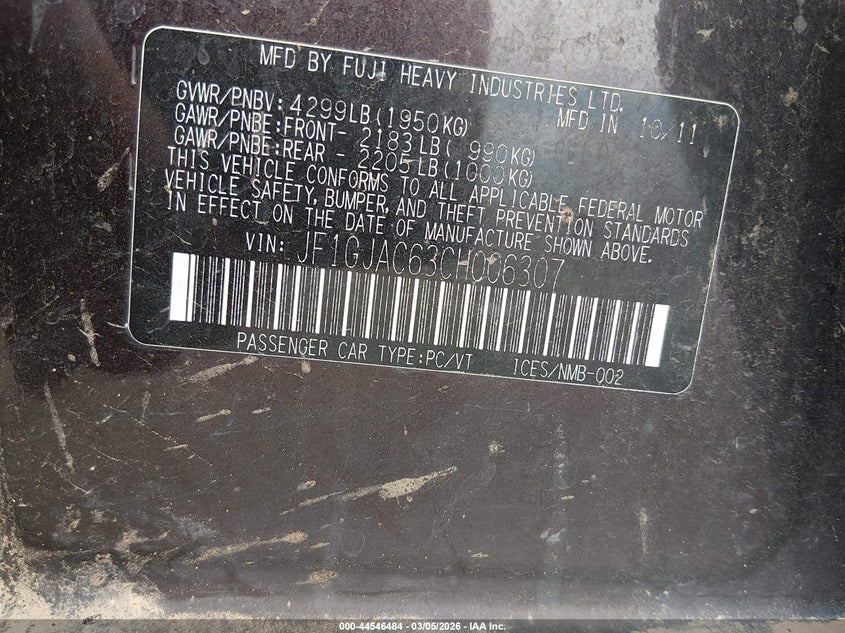 MFD BY FUJI HEAVY INDUSTRIES LTD.
GVWR/PNBV: 4299LB(1950KG) MFD IN 10/11
GAWR/PNBE:FRONT- 2183LB( 990KG)
GAWR/PNBE:REAR - 2205LB(1000KG)
THIS VEHICLE CONFORMS TO ALL APPLICABLE FEDERAL MOTOR
VEHICLE SAFETY, BUMPER, AND THEFT PREVENTION STANDARDS
IN EFFECT ON THE DATE OF MANUFACTURE SHOWN ABOVE.
VIN: JF1GJAC63CH006307
PASSENGER CAR TYPE:PC/VT ICES/NMB-002
000-44546484 - 03/05/2026 - IAA Inc.